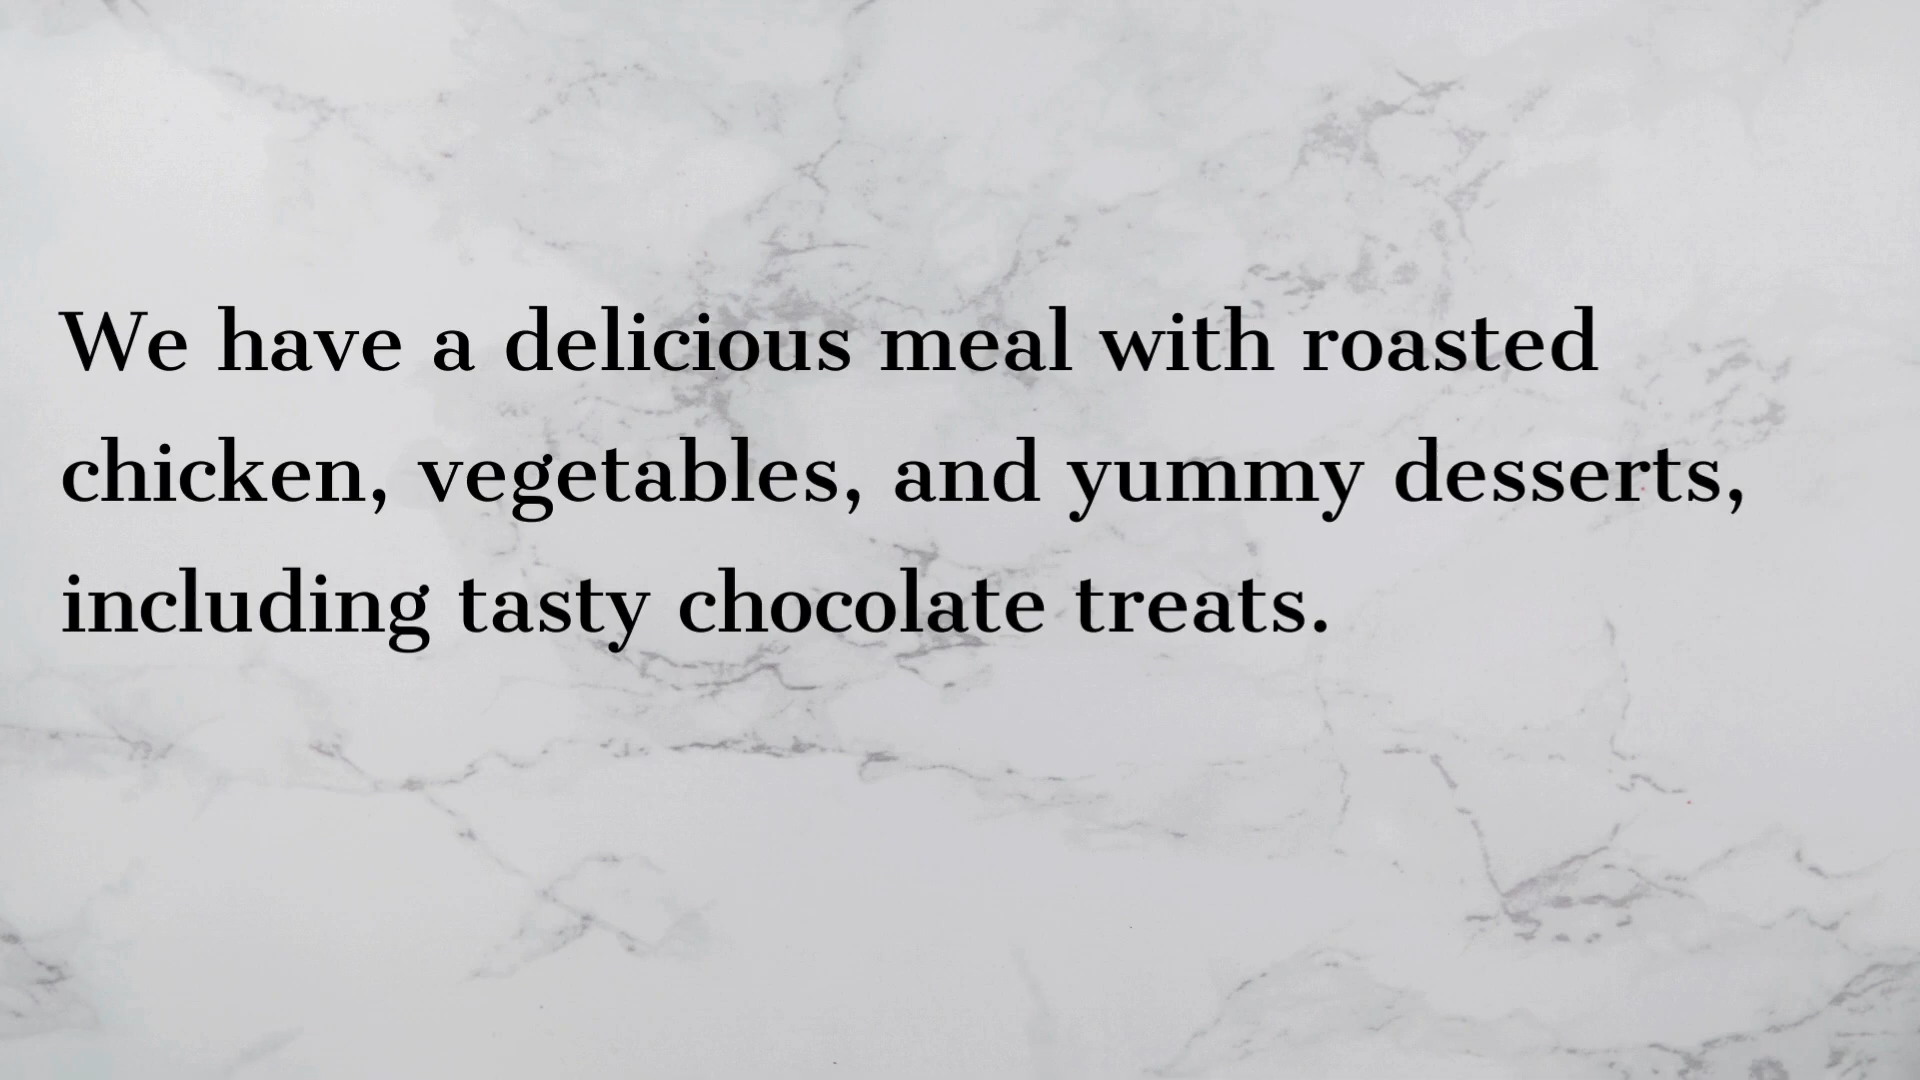 We have a delicious meal with roasted
chicken, vegetables, and yummy desserts,
including tasty chocolate treats.